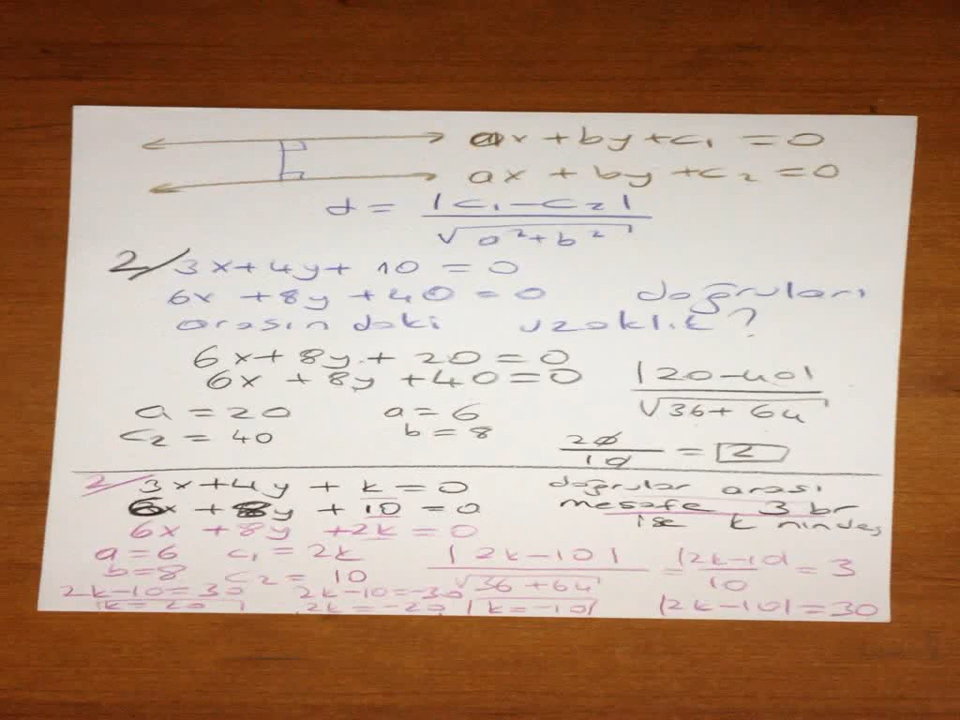 ax + by + c₁ = 0
ax + by + c₂ = 0
d = |c₁ - c₂| / √a² + b²
2/ 3x + 4y + 10 = 0
6x + 8y + 40 = 0 doğruları
arasındaki uzaklık ?
6x + 8y + 20 = 0
6x + 8y + 40 = 0
|20 - 40| / √36 + 64
a = 20 a = 6
c₂ = 40 b = 8
20 / 10 = 2
2/ 3x + 4y + k = 0 doğrular arası
6x + 8y + 10 = 0 mesafe 3 br
6x + 8y + 2k = 0 ise k nın
a = 6 c₁ = 2k |2k - 10| / √36 + 64 = |2k - 10| / 10 = 3
b = 8 c₂ = 10
2k - 10 = 30 2k - 10 = -30 |2k - 10| = 30
k = 20 2k = -20 k = -10